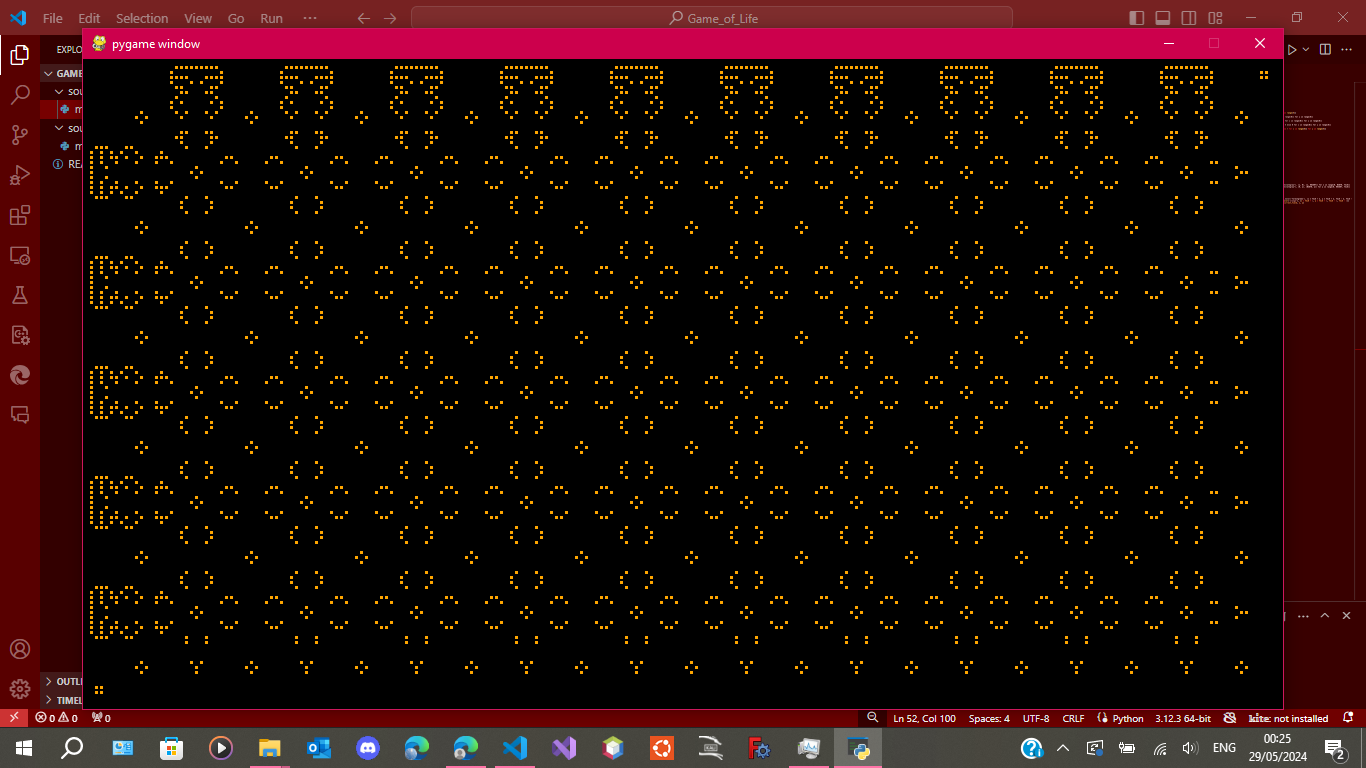 File Edit Selection View Go Run ··· Game_of_Life
pygame window
EXPLO
GAME
sou
m
sou
m
REA
OUTLI
TIMEL
0 0 0 Ln 52, Col 100 Spaces: 4 UTF-8 CRLF Python 3.12.3 64-bit kite: not installed
ENG 00:25
29/05/2024 2